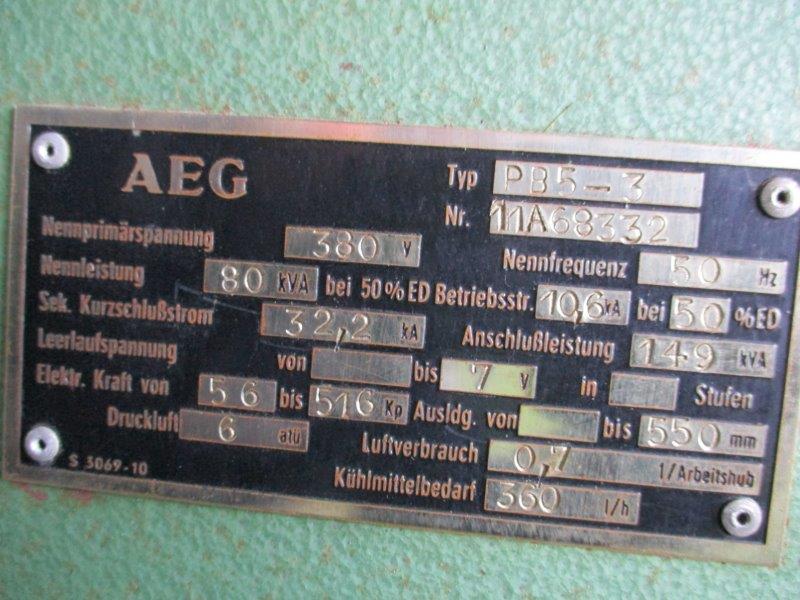 AEG Typ PB5-3
Nr. 11A68332
Nennprimärspannung 380 V Nennfrequenz 50 Hz
Nennleistung 80 kVA bei 50% ED Betriebsstr. 10,6 kA bei 50 % ED
Sek. Kurzschlußstrom 32,2 kA Anschlußleistung 149 kVA
Leerlaufspannung von bis 7 V in Stufen
Elektr. Kraft von 56 bis 516 Kp Ausldg. von bis 550 mm
Druckluft 6 atü Luftverbrauch 0,7 l/Arbeitshub
S 3069-10 Kühlmittelbedarf 360 l/h